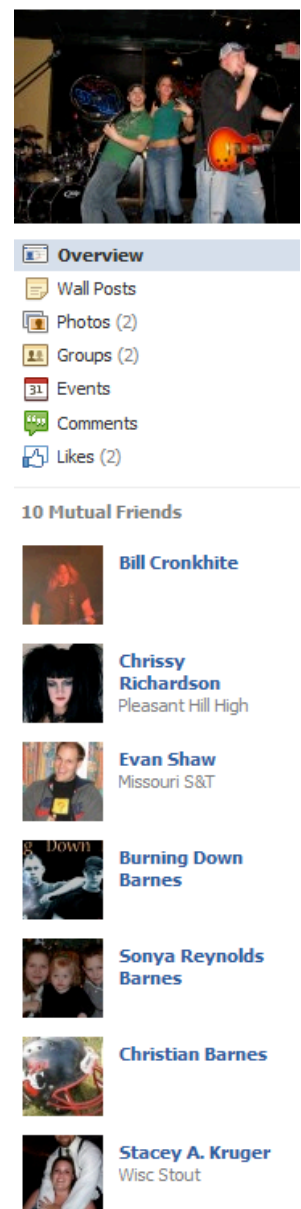 Overview
Wall Posts
Photos (2)
Groups (2)
31 Events
Comments
Likes (2)
10 Mutual Friends
Bill Cronkhite
Chrissy
Richardson
Pleasant Hill High
Evan Shaw
Missouri S&T
g Down
Burning Down
Barnes
Sonya Reynolds
Barnes
Christian Barnes
Stacey A. Kruger
Wisc Stout